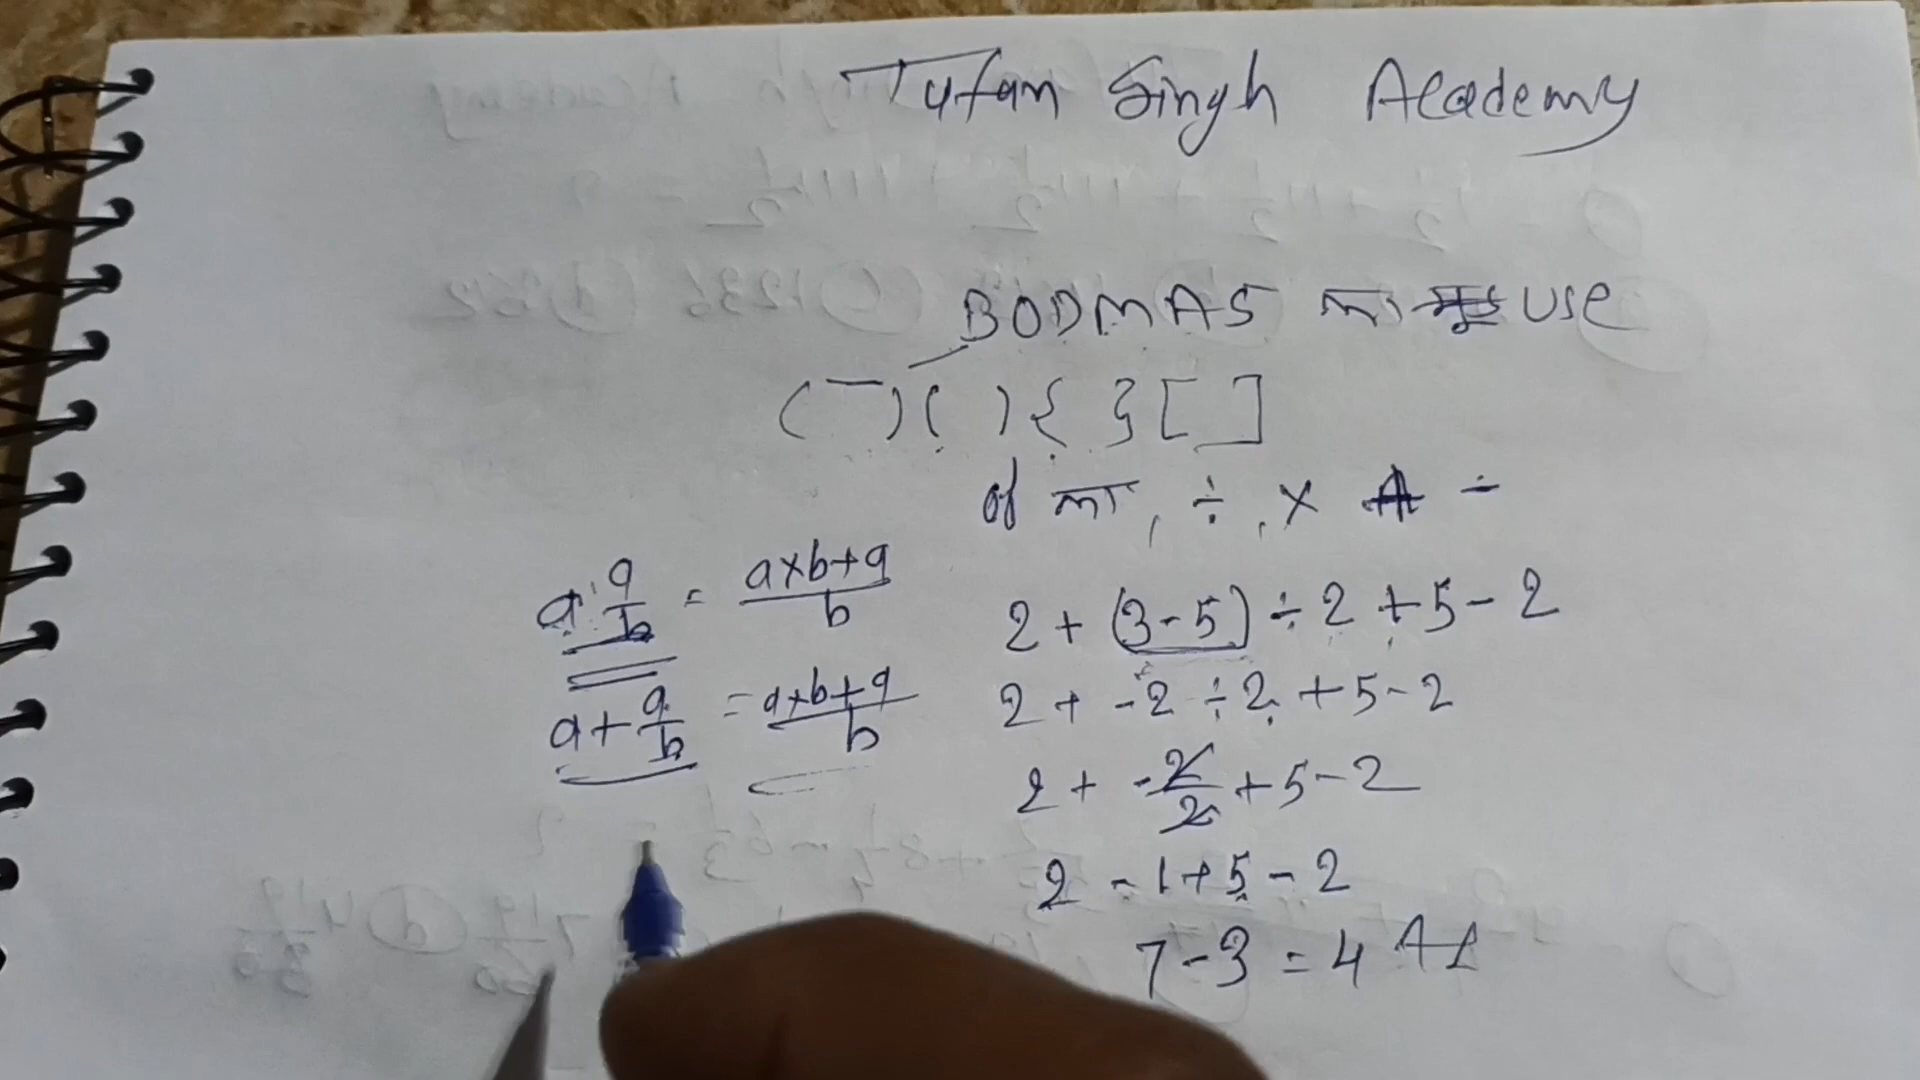 Tufan Singh Academy
BODMAS का use
(‾)( ){ }[ ]
of का, ÷, × + -
a a/b = a×b+a/b
a+a/b = a×b+a/b
2 + (3-5) ÷ 2 + 5 - 2
2 + -2 ÷ 2 + 5 - 2
2 + -2/2 + 5 - 2
2 - 1 + 5 - 2
7 - 3 = 4 As